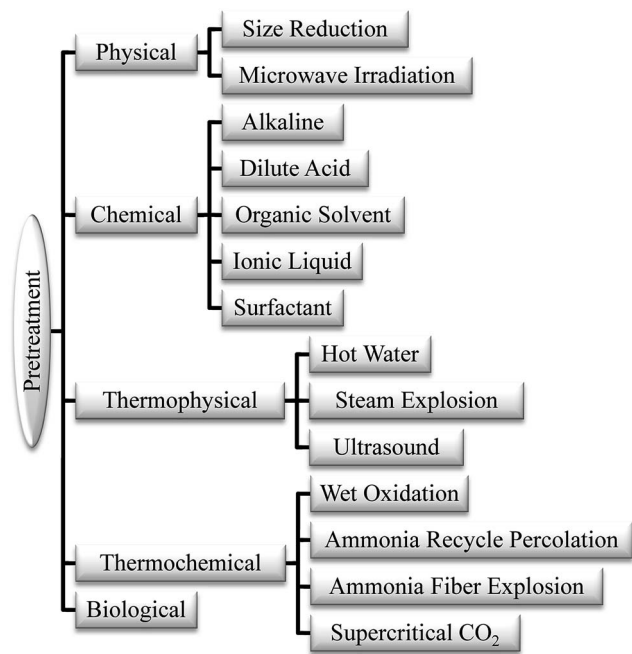 Pretreatment
Physical
Size Reduction
Microwave Irradiation
Chemical
Alkaline
Dilute Acid
Organic Solvent
Ionic Liquid
Surfactant
Thermophysical
Hot Water
Steam Explosion
Ultrasound
Thermochemical
Wet Oxidation
Ammonia Recycle Percolation
Ammonia Fiber Explosion
Supercritical CO₂
Biological